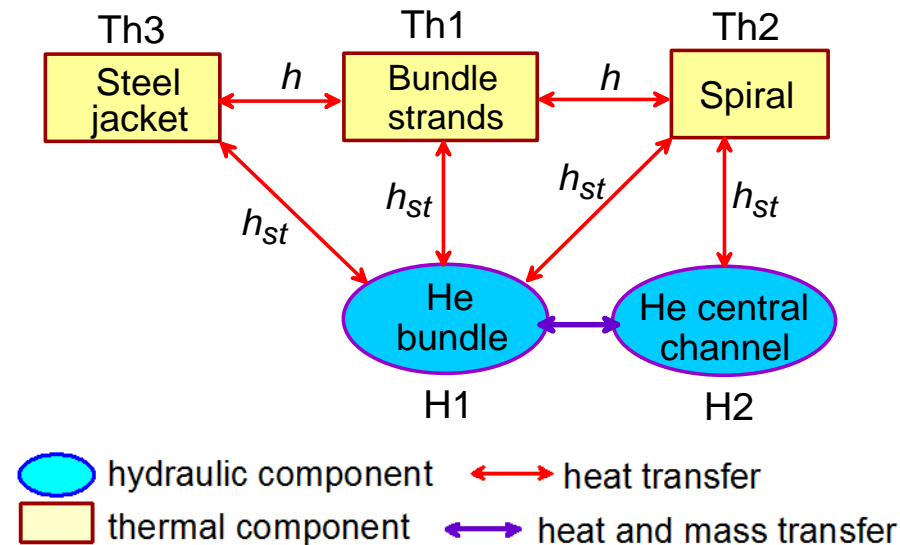 Th3
Th1
Th2
Steel
jacket
h
Bundle
strands
h
Spiral
h_st
h_st
h_st
h_st
He
bundle
He central
channel
H1
H2
hydraulic component
heat transfer
thermal component
heat and mass transfer